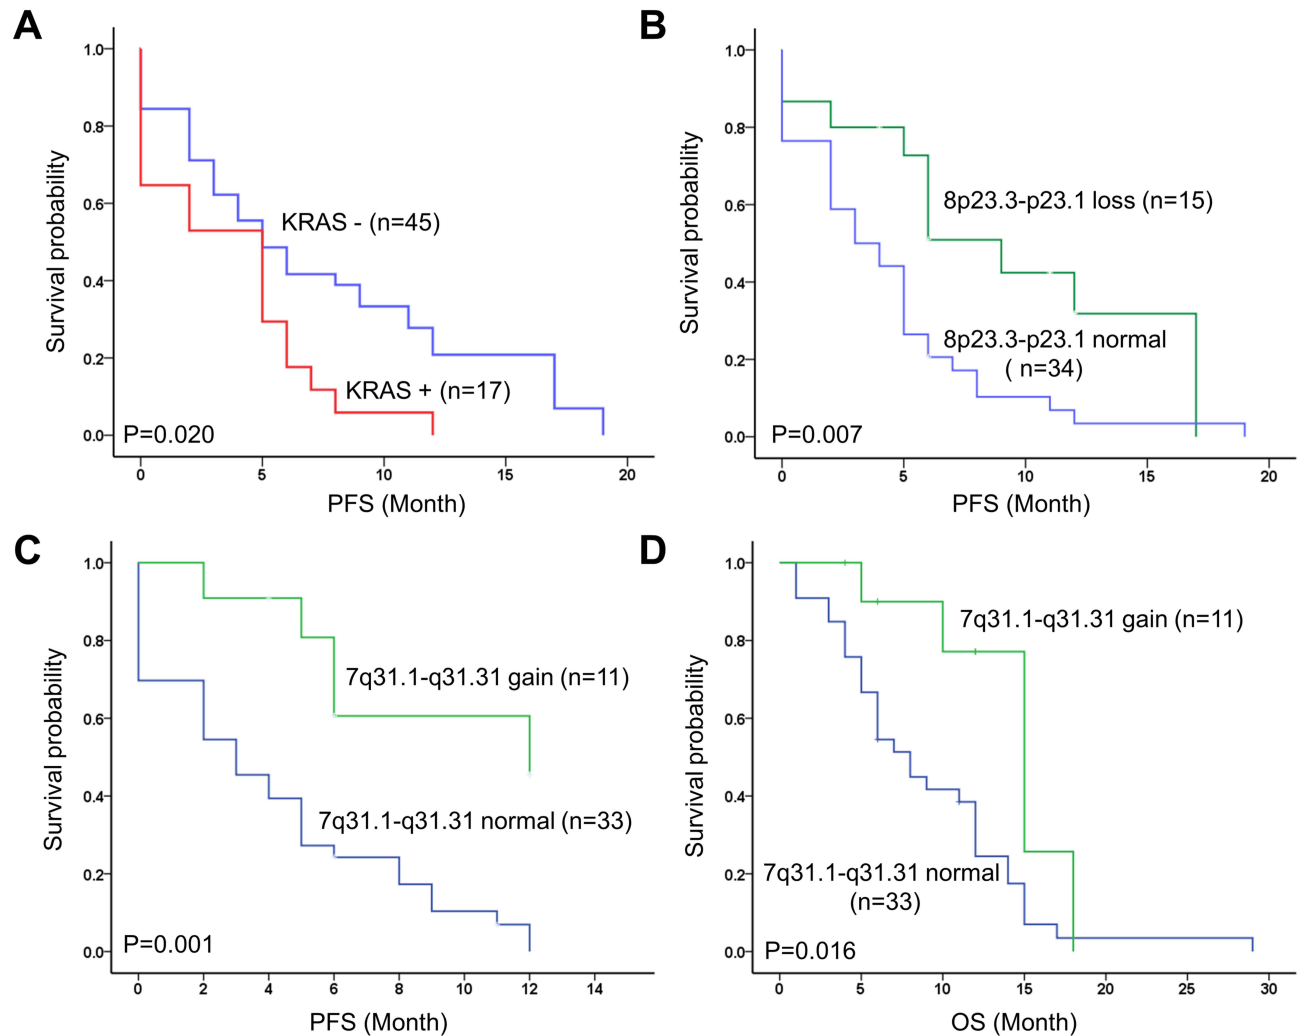 A
1.0
0.8
0.6
0.4
0.2
0.0
Survival probability
KRAS - (n=45)
KRAS + (n=17)
P=0.020
0 5 10 15 20
PFS (Month)
B
1.0
0.8
0.6
0.4
0.2
0.0
Survival probability
8p23.3-p23.1 loss (n=15)
8p23.3-p23.1 normal
( n=34)
P=0.007
0 5 10 15 20
PFS (Month)
C
1.0
0.8
0.6
0.4
0.2
0.0
Survival probability
7q31.1-q31.31 gain (n=11)
7q31.1-q31.31 normal (n=33)
P=0.001
0 2 4 6 8 10 12 14
PFS (Month)
D
1.0
0.8
0.6
0.4
0.2
0.0
Survival probability
7q31.1-q31.31 gain (n=11)
7q31.1-q31.31 normal
(n=33)
P=0.016
0 5 10 15 20 25 30
OS (Month)